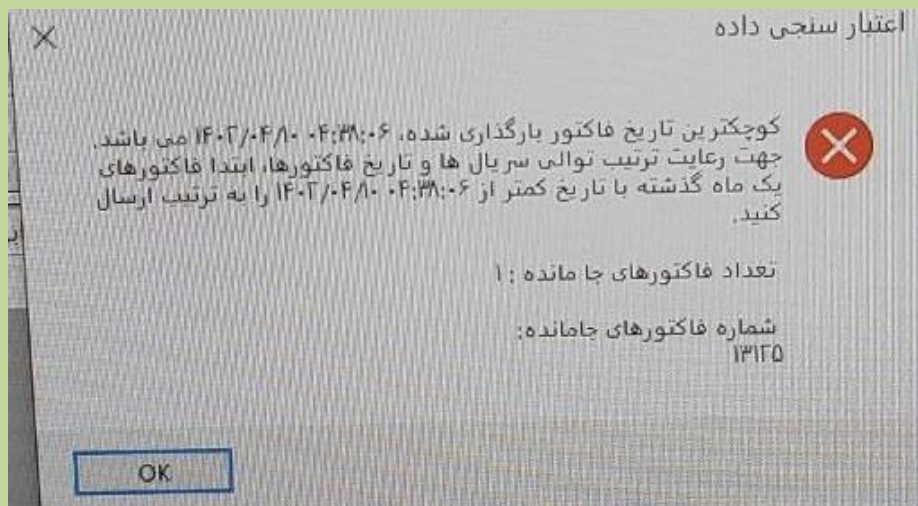 اعتبار سنجی داده
کوچکترین تاریخ فاکتور بارگذاری شده، ۰۴:۳۸:۰۶ ۱۴۰۲/۰۴/۱۰ می باشد.
جهت رعایت ترتیب توالی سریال ها و تاریخ فاکتورها، ابتدا فاکتورهای
یک ماه گذشته با تاریخ کمتر از ۰۴:۳۸:۰۶ ۱۴۰۲/۰۴/۱۰ را به ترتیب ارسال
کنید.
تعداد فاکتورهای جا مانده :۱
شماره فاکتورهای جامانده:
۱۳۱۲۵
OK